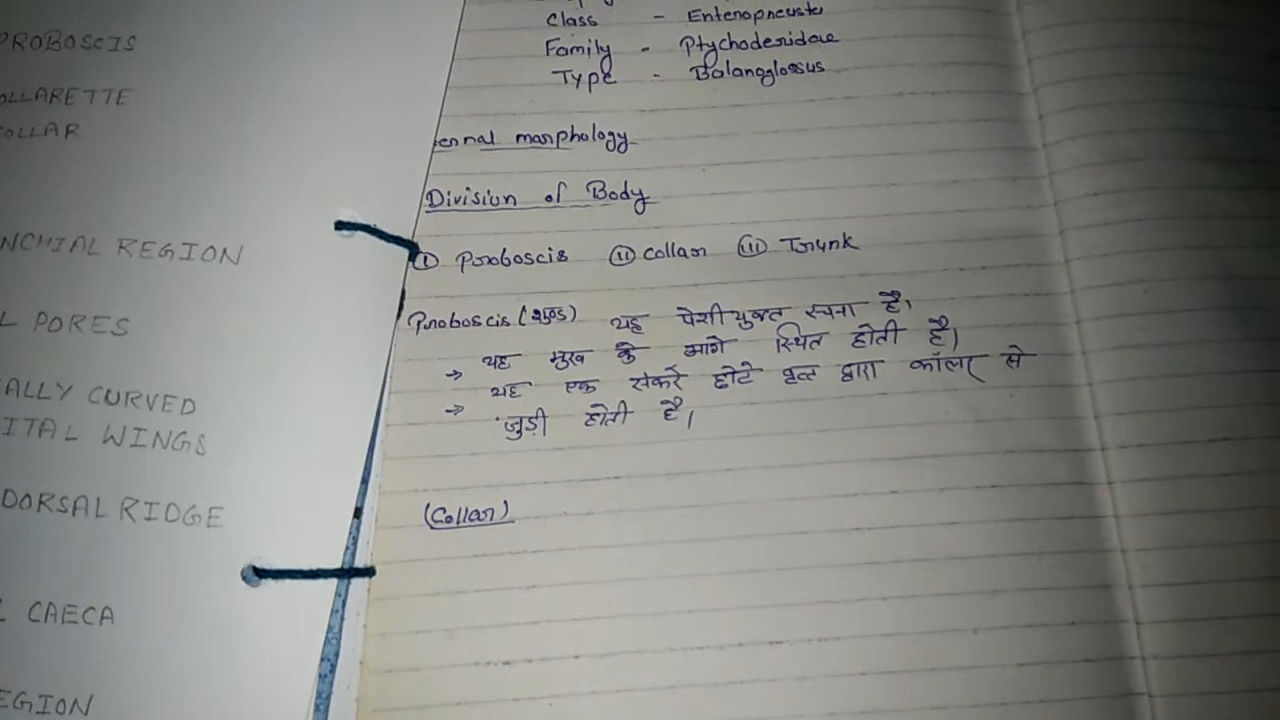 PROBOSCIS
OLLARETTE
OLLAR
NCHIAL REGION
L PORES
ALLY CURVED
ITAL WINGS
DORSAL RIDGE
L CAECA
EGION
Class - Enteropneusta
Family - Ptychoderidae
Type - Balanoglossus
ernal morphology
Division of Body
(i) Proboscis (ii) Collar (iii) Trunk
Proboscis (शुण्ड) यह पेशीयुक्त रचना है।
→ यह मुख के आगे स्थित होती है।
→ यह एक संकरे छोटे वृन्त द्वारा कॉलर से
जुड़ी होती है।
(Collar)